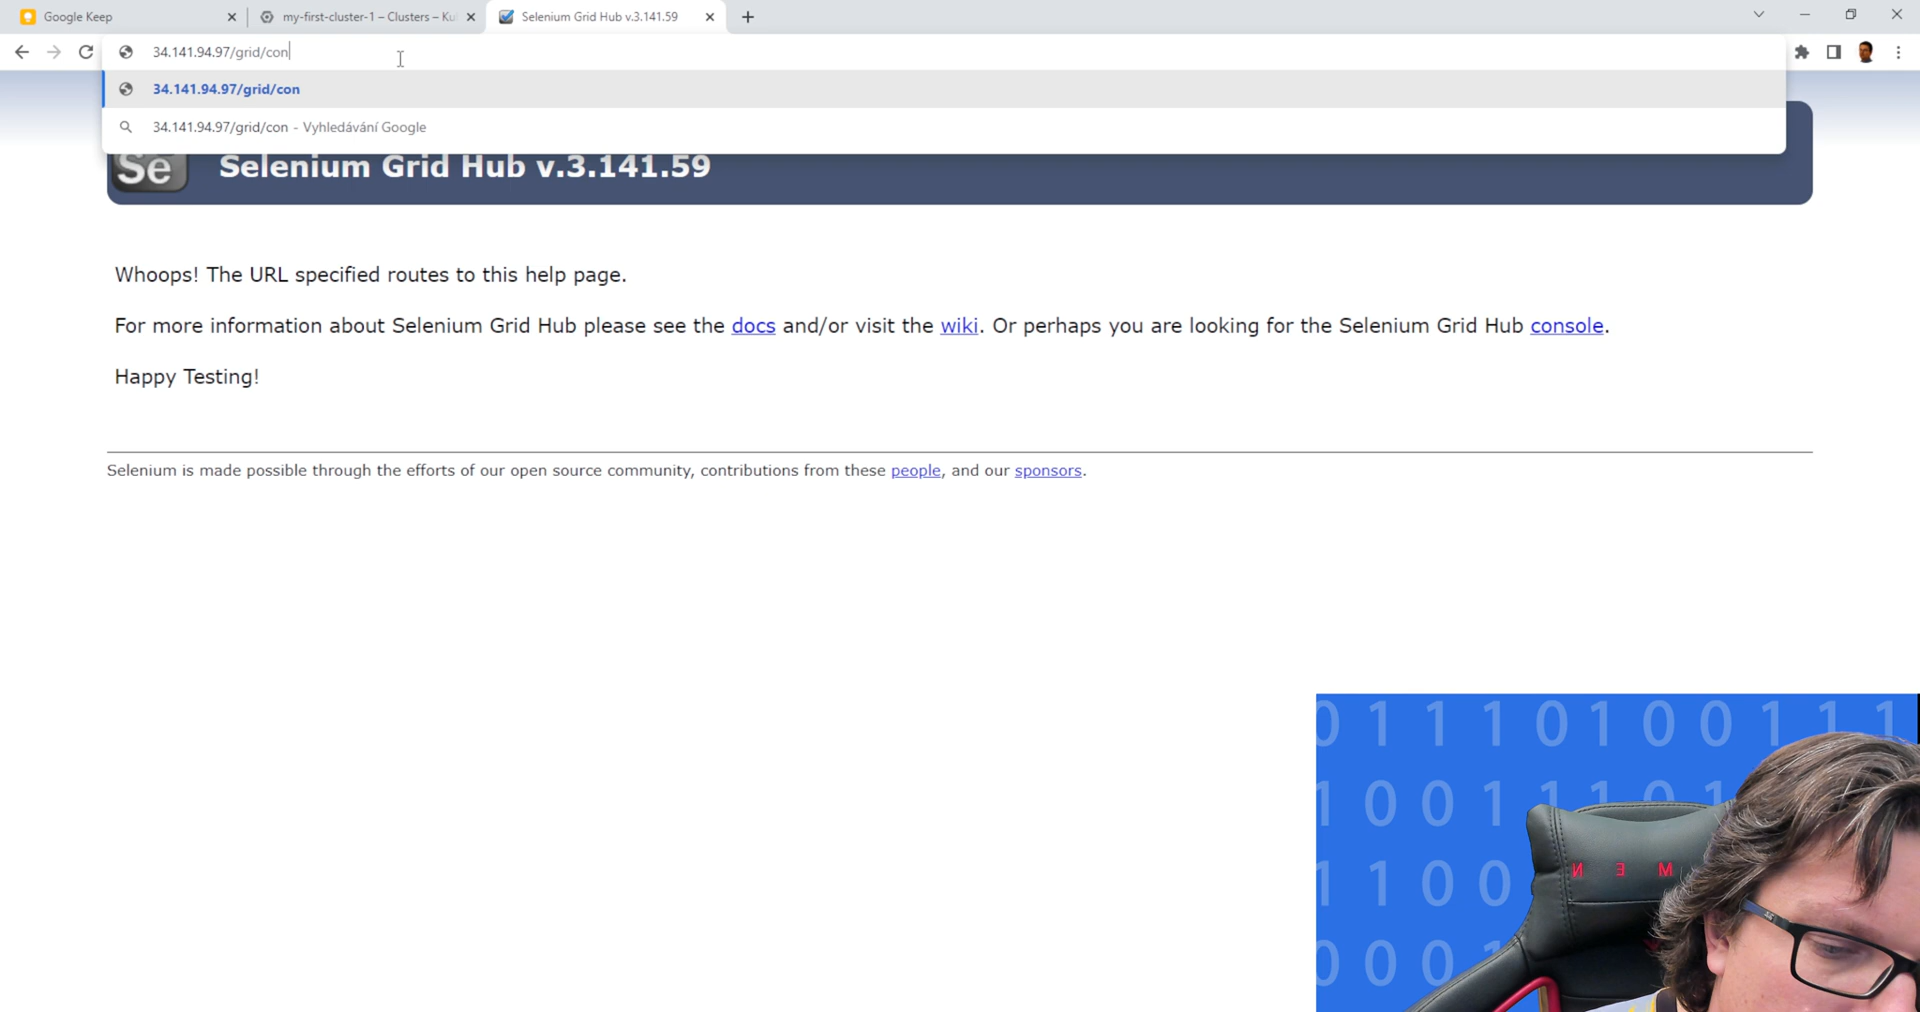 Google Keep
my-first-cluster-1 – Clusters – Ku
Selenium Grid Hub v.3.141.59
34.141.94.97/grid/con
34.141.94.97/grid/con
34.141.94.97/grid/con - Vyhledávání Google
Se
Selenium Grid Hub v.3.141.59
Whoops! The URL specified routes to this help page.
For more information about Selenium Grid Hub please see the docs and/or visit the wiki. Or perhaps you are looking for the Selenium Grid Hub console.
Happy Testing!
Selenium is made possible through the efforts of our open source community, contributions from these people, and our sponsors.
0 1 1 1 0 1 0 0 1 1 1
1 0 0 1 1 1 0 1
1 1 0 0
0 0 0 1